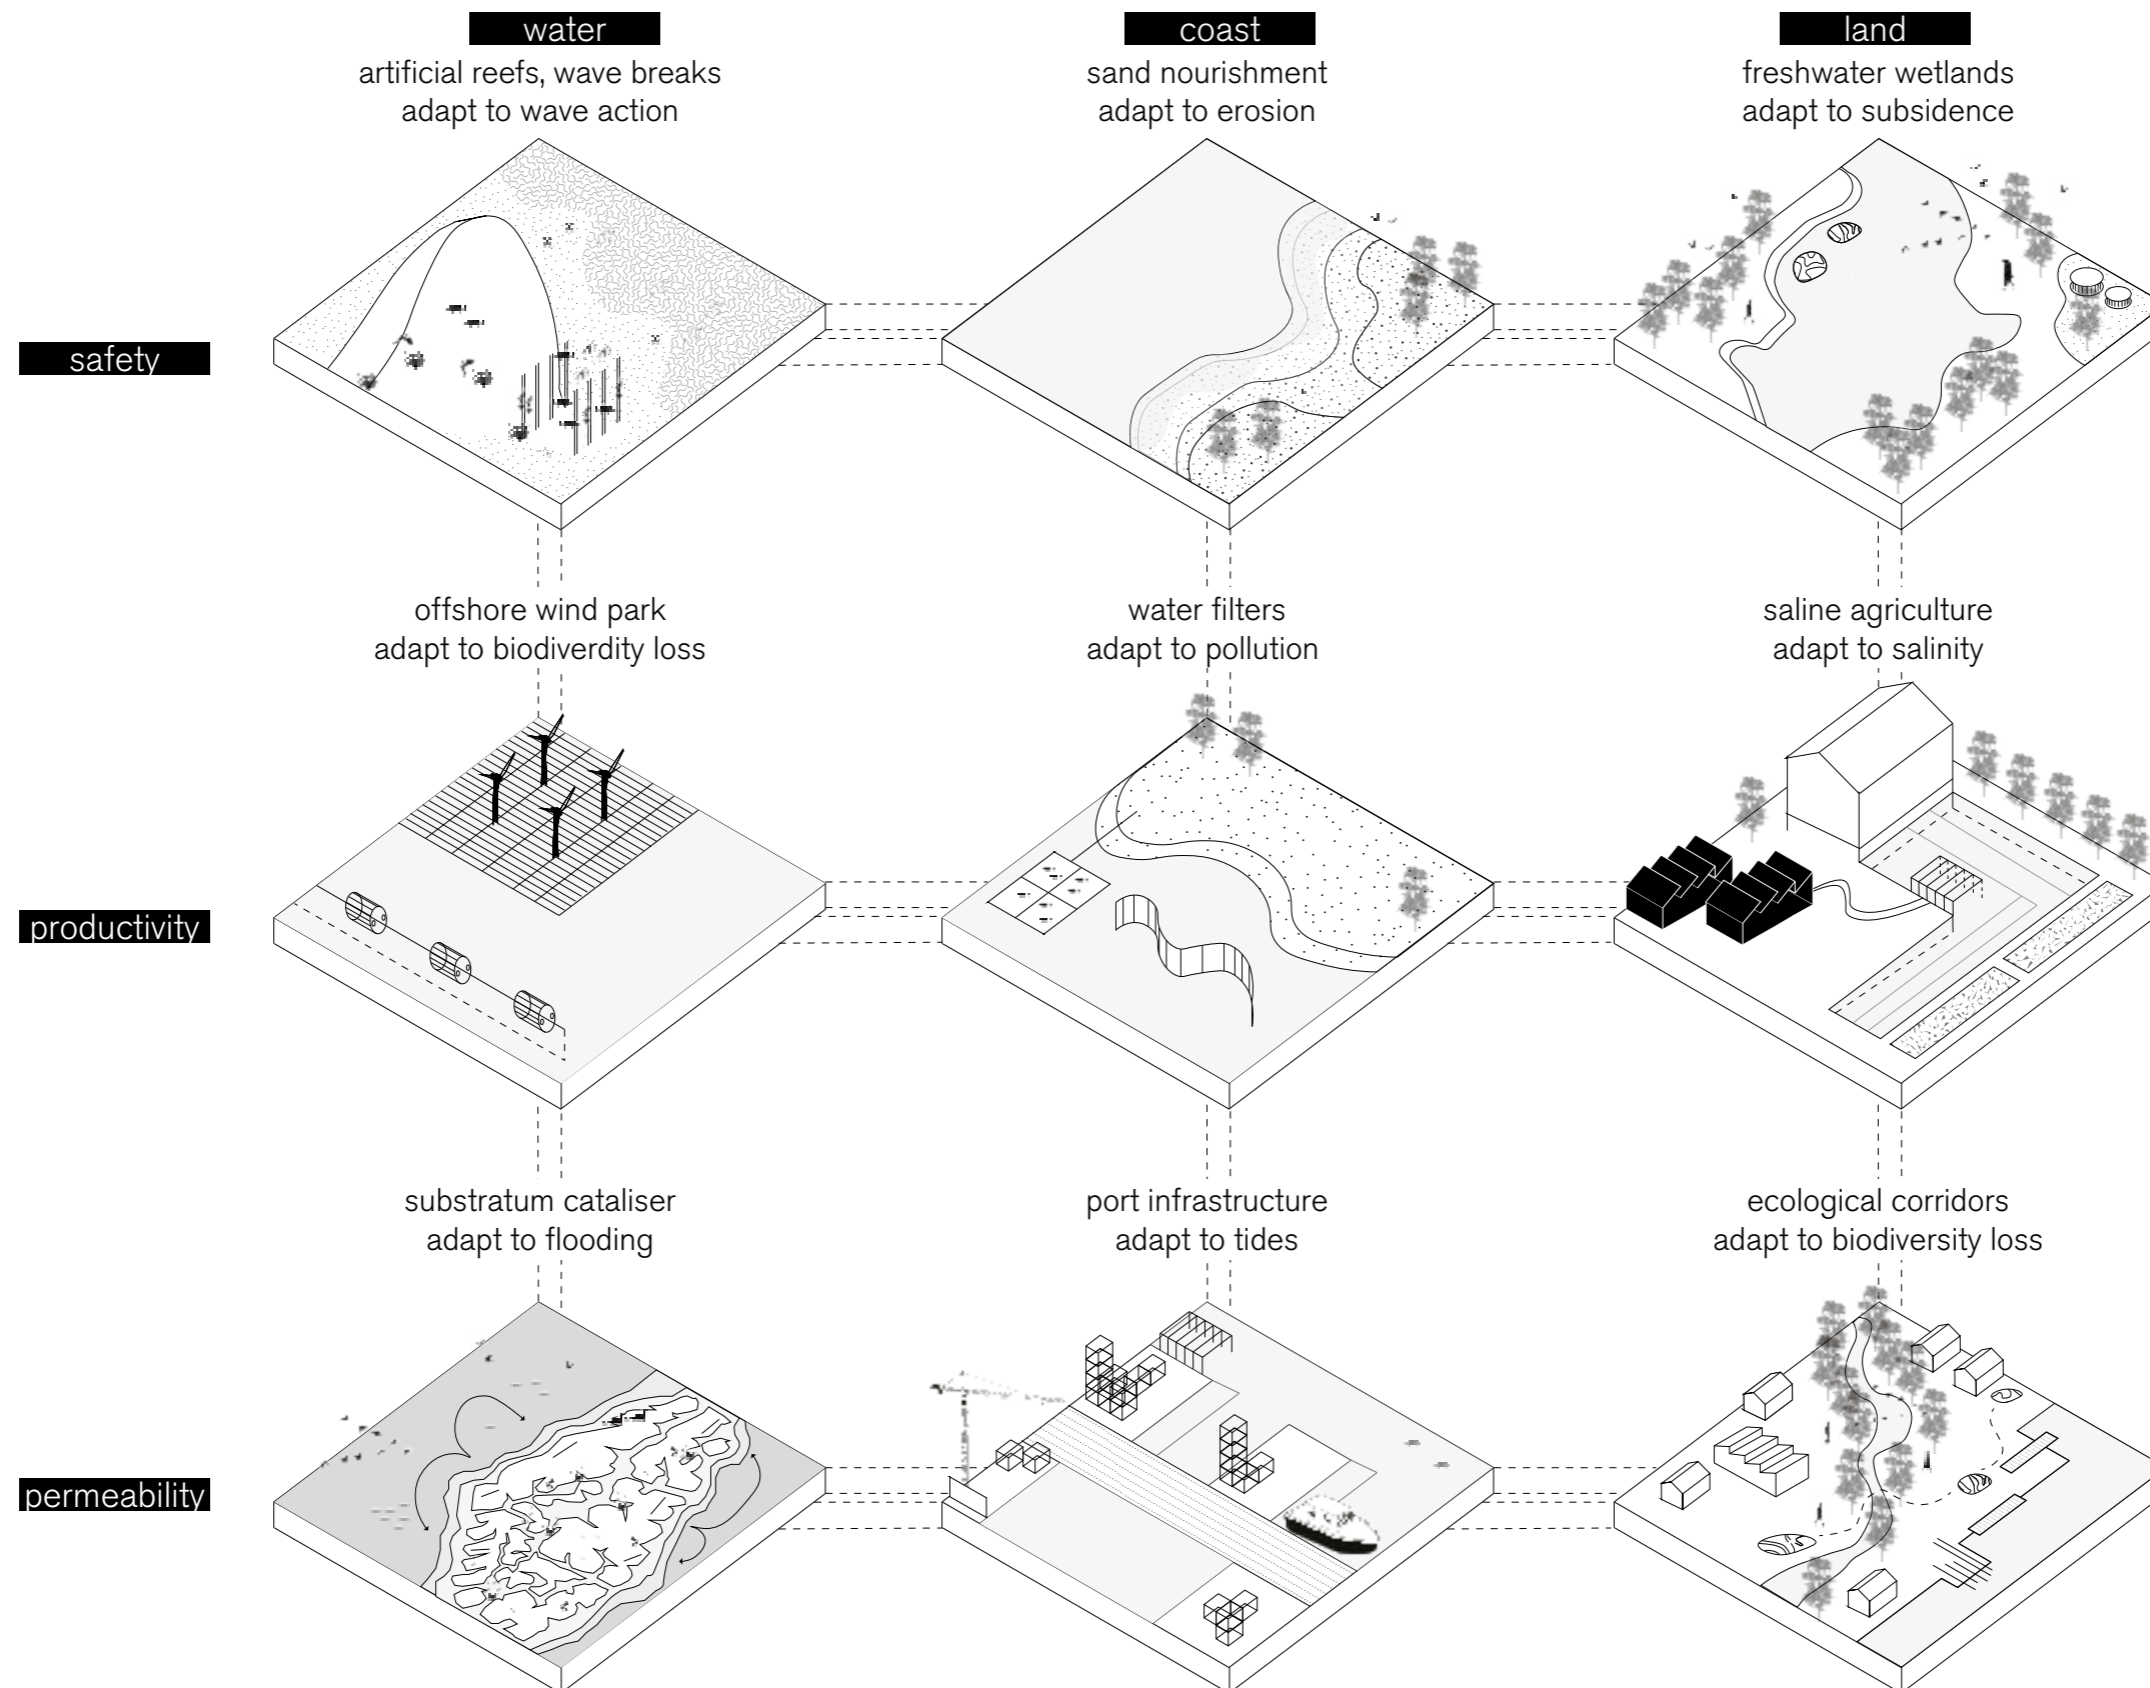 water
coast
land
artificial reefs, wave breaks
adapt to wave action
sand nourishment
adapt to erosion
freshwater wetlands
adapt to subsidence
safety
offshore wind park
adapt to biodiverdity loss
water filters
adapt to pollution
saline agriculture
adapt to salinity
productivity
substratum cataliser
adapt to flooding
port infrastructure
adapt to tides
ecological corridors
adapt to biodiversity loss
permeability